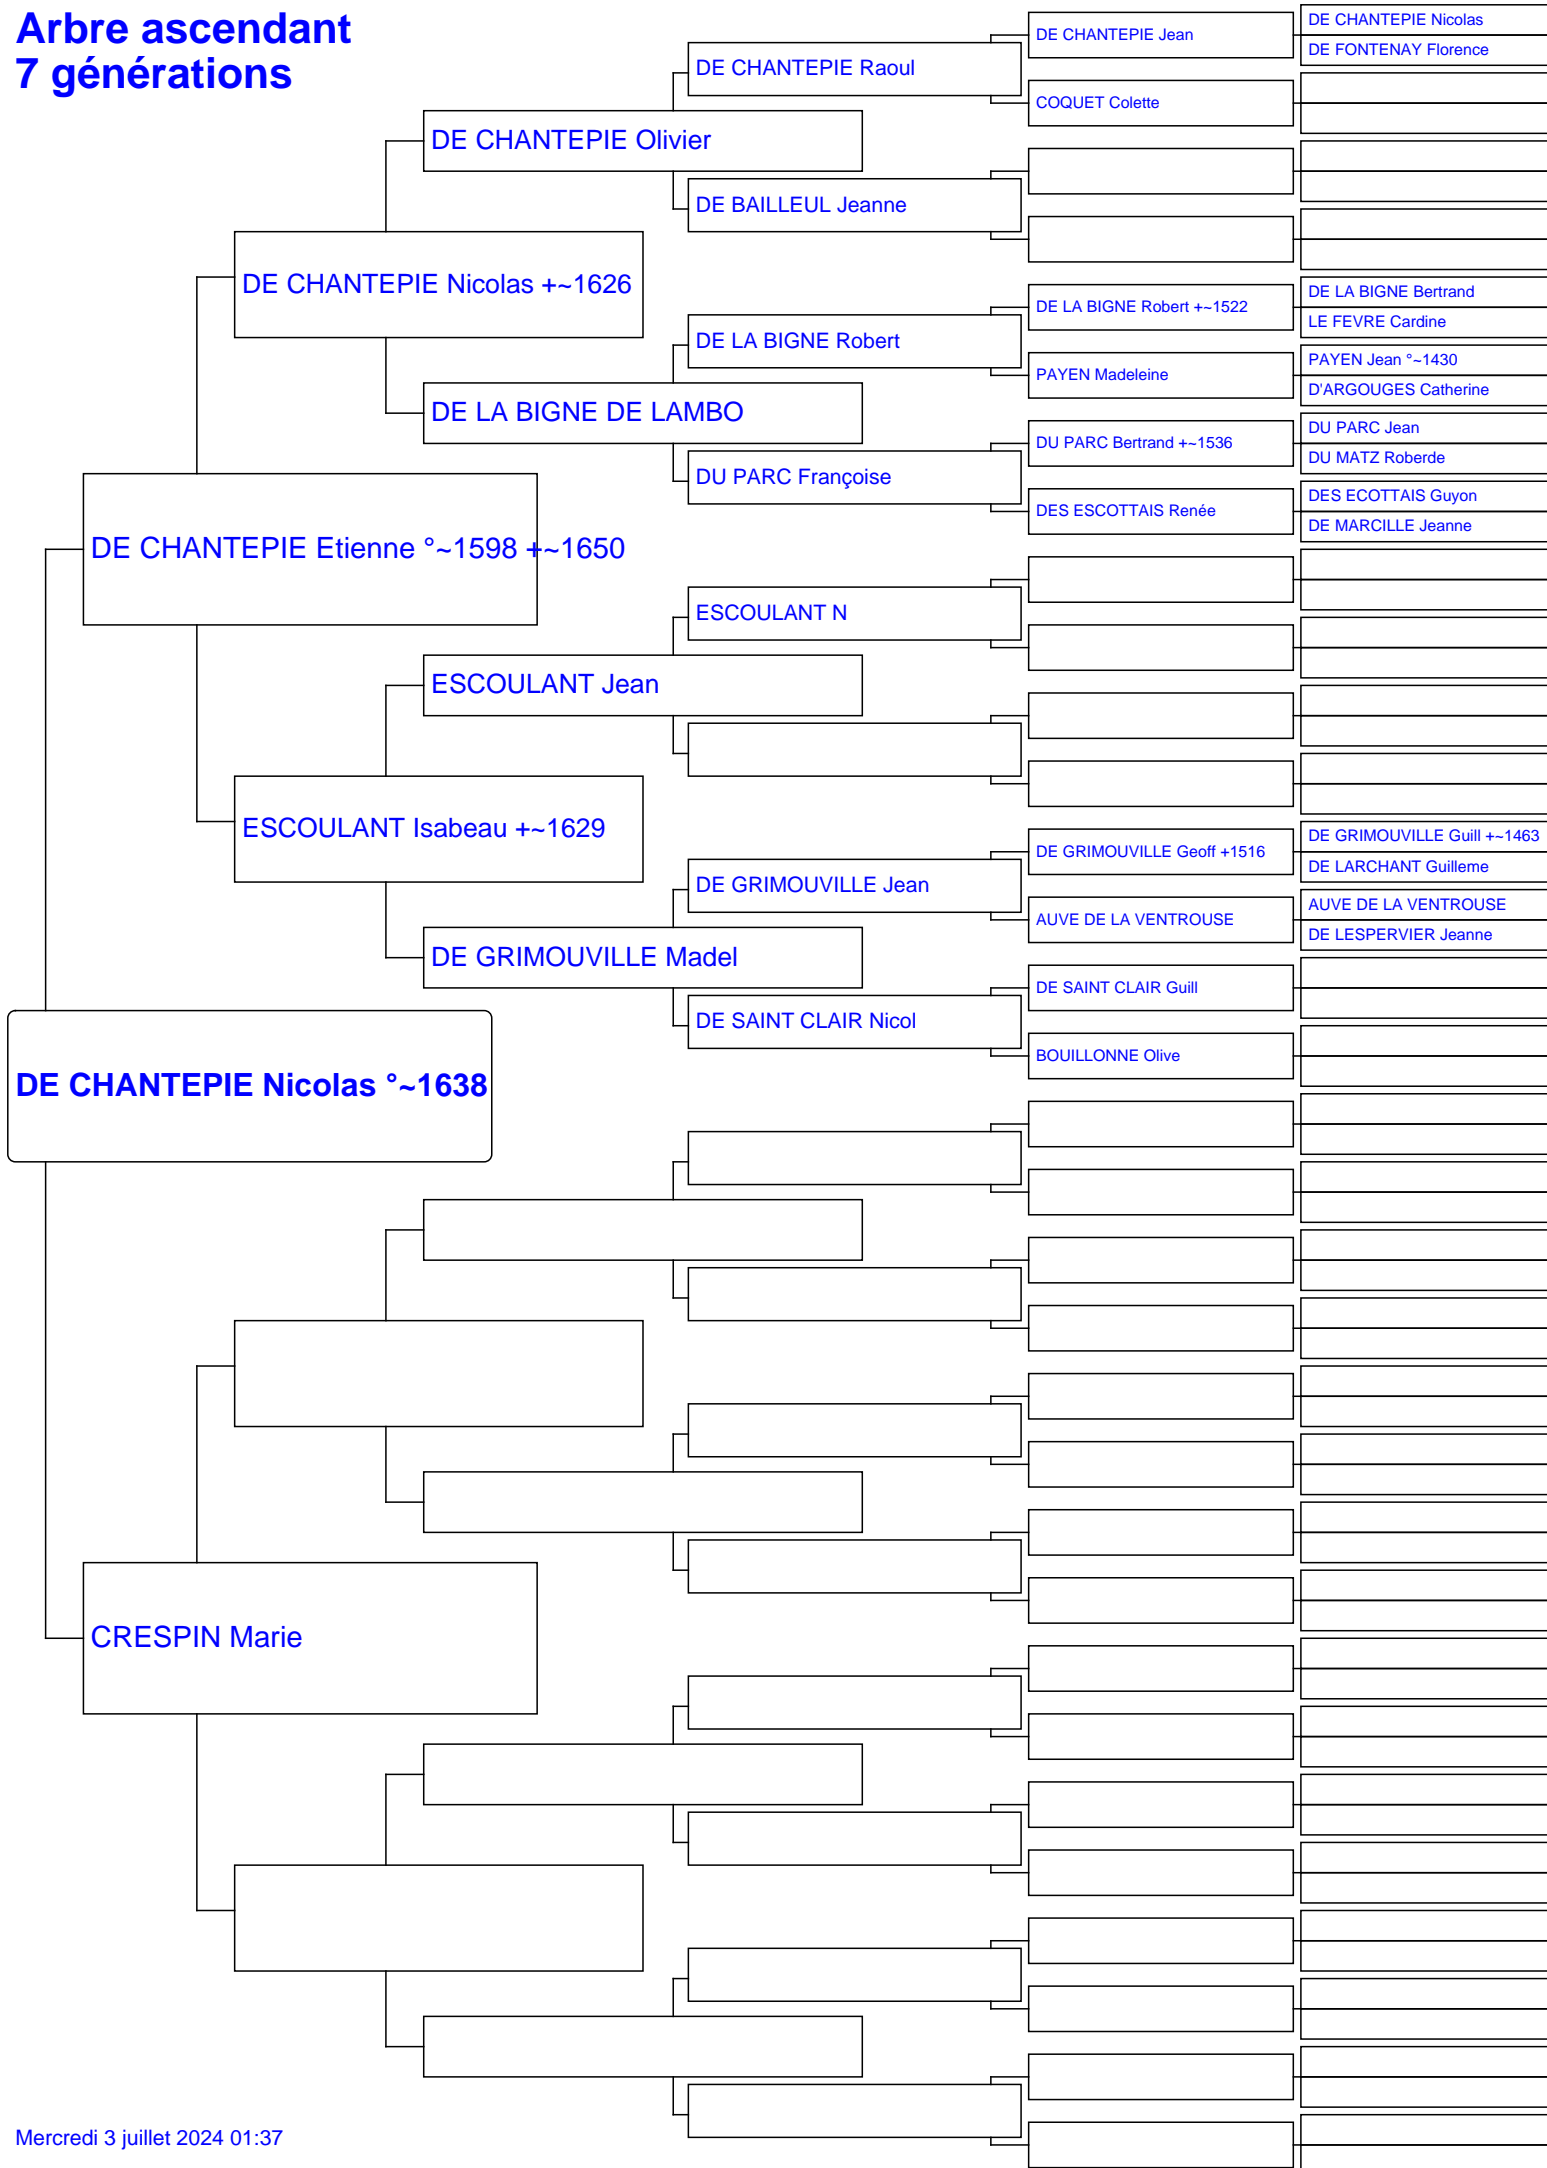 Arbre ascendant
7 générations
DE CHANTEPIE Nicolas
DE CHANTEPIE Jean
DE FONTENAY Florence
DE CHANTEPIE Raoul
COQUET Colette
DE CHANTEPIE Olivier
DE BAILLEUL Jeanne
DE CHANTEPIE Nicolas +~1626
DE LA BIGNE Bertrand
DE LA BIGNE Robert +~1522
LE FEVRE Cardine
DE LA BIGNE Robert
PAYEN Jean °~1430
PAYEN Madeleine
D'ARGOUGES Catherine
DE LA BIGNE DE LAMBO
DU PARC Jean
DU PARC Bertrand +~1536
DU MATZ Roberde
DU PARC Françoise
DES ECOTTAIS Guyon
DES ESCOTTAIS Renée
DE MARCILLE Jeanne
DE CHANTEPIE Etienne °~1598 +~1650
ESCOULANT N
ESCOULANT Jean
ESCOULANT Isabeau +~1629
DE GRIMOUVILLE Guill +~1463
DE GRIMOUVILLE Geoff +1516
DE LARCHANT Guilleme
DE GRIMOUVILLE Jean
AUVE DE LA VENTROUSE
AUVE DE LA VENTROUSE
DE LESPERVIER Jeanne
DE GRIMOUVILLE Madel
DE SAINT CLAIR Guill
DE SAINT CLAIR Nicol
BOUILLONNE Olive
DE CHANTEPIE Nicolas °~1638
CRESPIN Marie
Mercredi 3 juillet 2024 01:37